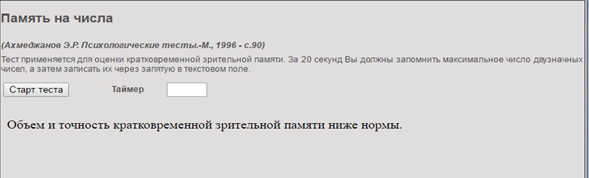 Память на числа
(Ахмеджанов Э.Р. Психологические тесты.-М., 1996 - с.90)
Тест применяется для оценки кратковременной зрительной памяти. За 20 секунд Вы должны запомнить максимальное число двузначных
чисел, а затем записать их через запятую в текстовом поле.
Старт теста Таймер
Объем и точность кратковременной зрительной памяти ниже нормы.